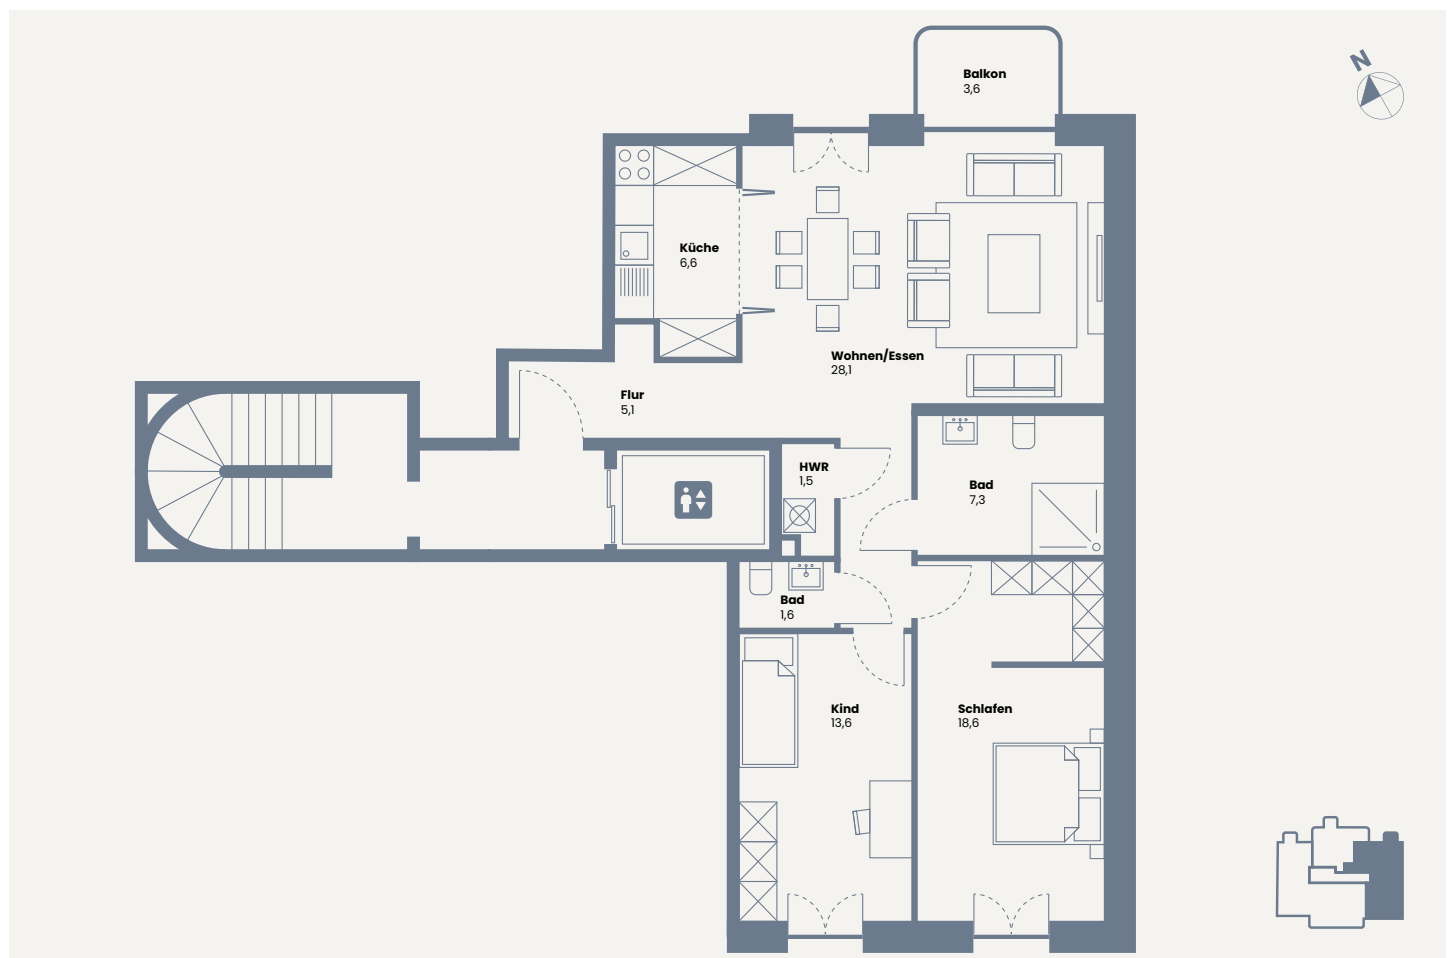 N
Balkon
3,6
Küche
6,6
Wohnen/Essen
28,1
Flur
5,1
HWR
1,5
Bad
7,3
Bad
1,6
Kind
13,6
Schlafen
18,6